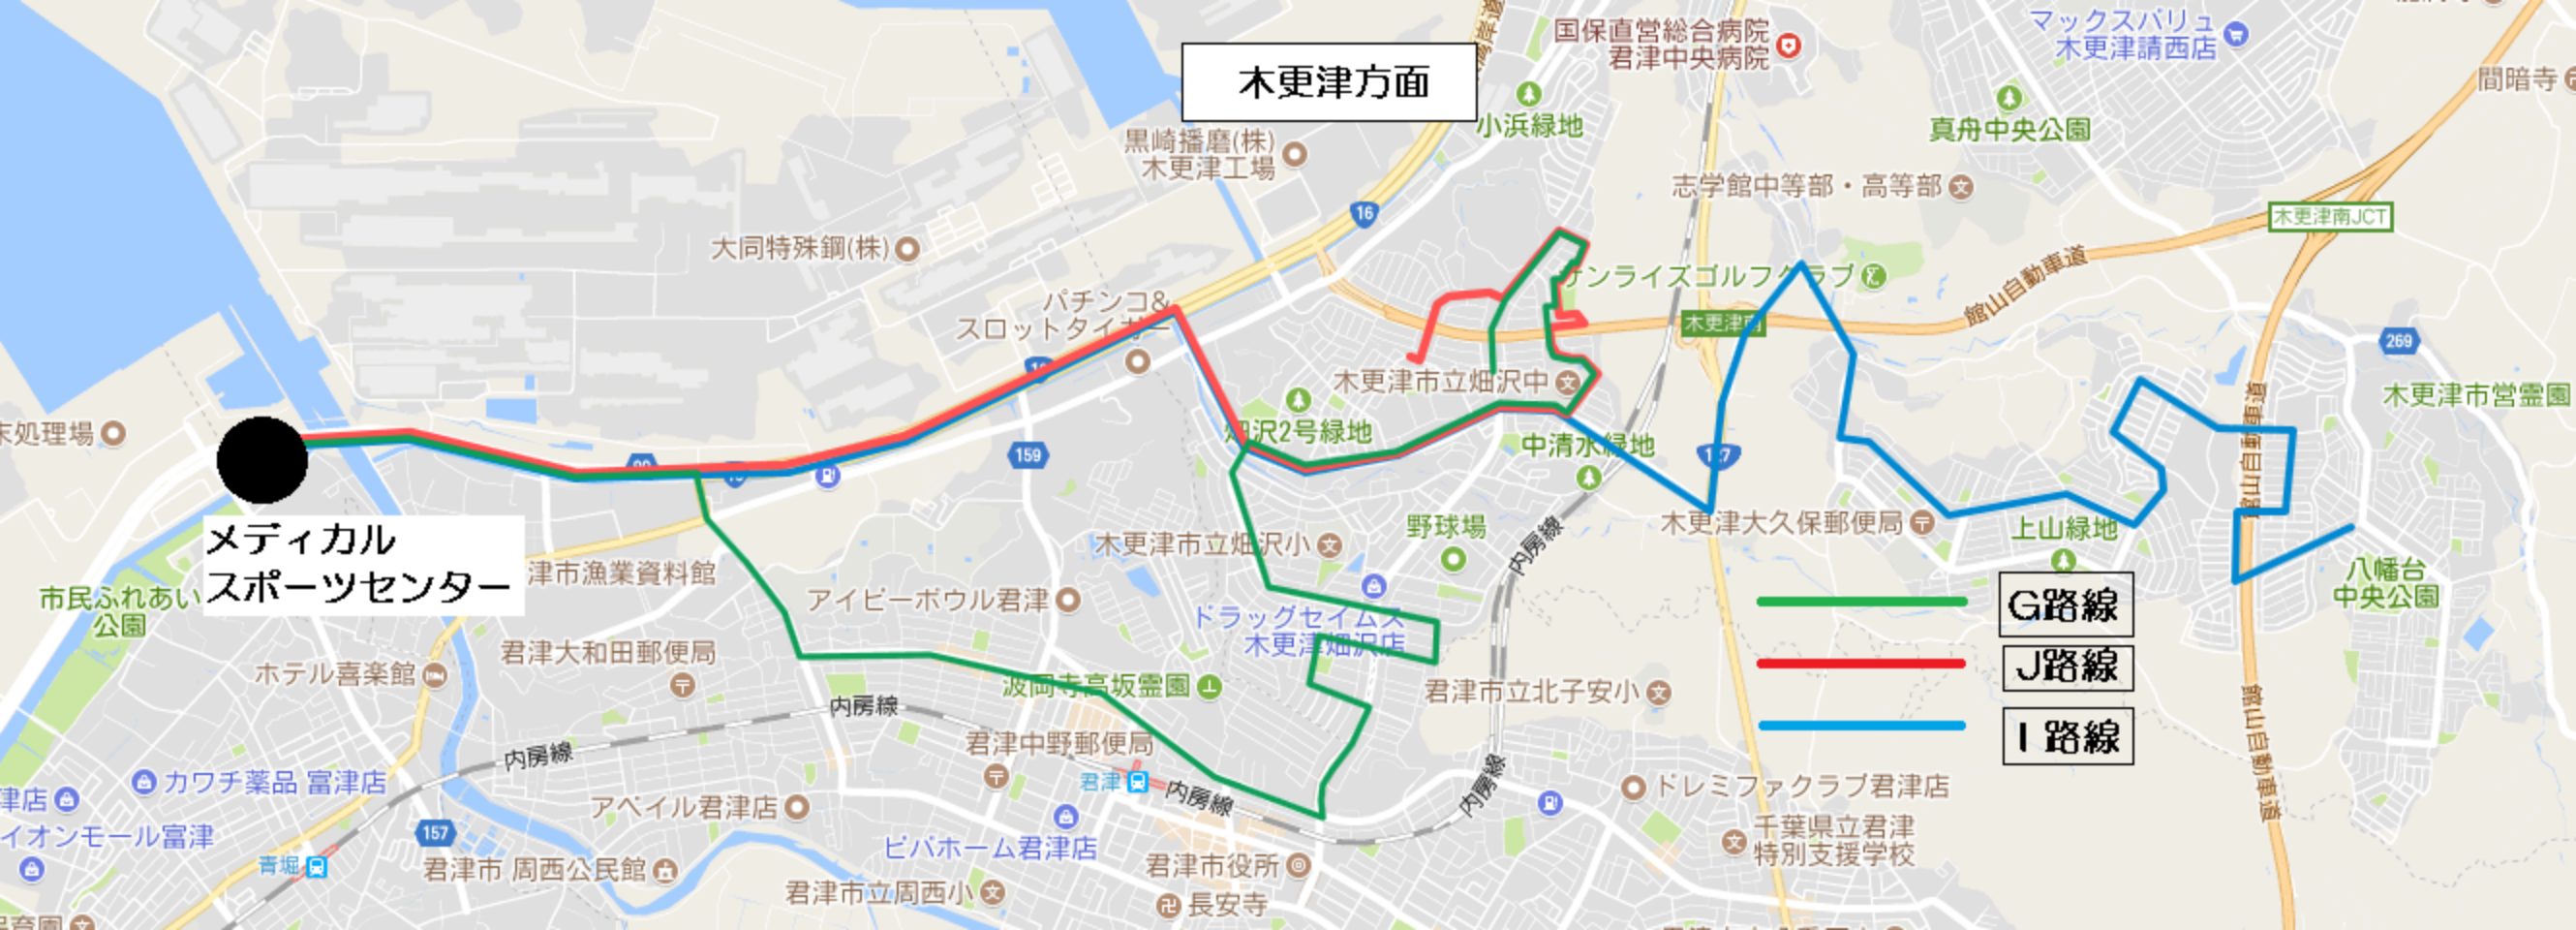 木更津方面
国保直営総合病院
君津中央病院
マックスバリュ
木更津請西店
間暗寺
小浜緑地
真舟中央公園
黒崎播磨(株)
木更津工場
志学館中等部・高等部
木更津南JCT
16
大同特殊鋼(株)
サンライズゴルフクラブ
館山自動車道
パチンコ&
スロットタイガー
木更津南
269
木更津市立畑沢中
木更津市営霊園
末処理場
畑沢2号緑地
中清水緑地
159
127
館山自動車道
メディカル
スポーツセンター
木更津大久保郵便局
上山緑地
野球場
内房線
木更津市立畑沢小
津市漁業資料館
八幡台
中央公園
市民ふれあい
公園
アイビーボウル君津
ドラッグセイムス
木更津畑沢店
G路線
君津大和田郵便局
ホテル喜楽館
波岡寺高坂霊園
君津市立北子安小
J路線
内房線
I路線
君津中野郵便局
内房線
館山自動車道
カワチ薬品 富津店
君津
内房線
内房線
ドレミファクラブ君津店
津店
アベイル君津店
イオンモール富津
157
千葉県立君津
特別支援学校
ビバホーム君津店
青堀
君津市 周西公民館
君津市役所
君津市立周西小
長安寺